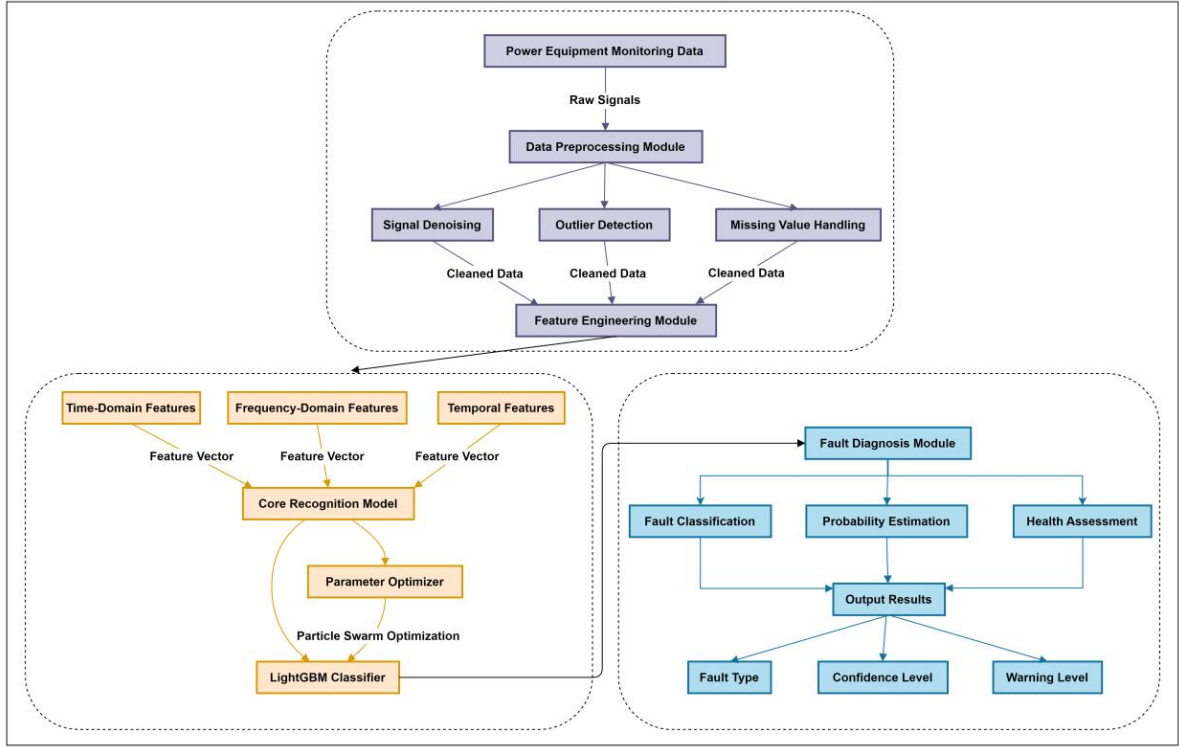 Power Equipment Monitoring Data
Raw Signals
Data Preprocessing Module
Signal Denoising
Outlier Detection
Missing Value Handling
Cleaned Data
Cleaned Data
Cleaned Data
Feature Engineering Module
Time-Domain Features
Frequency-Domain Features
Temporal Features
Feature Vector
Feature Vector
Feature Vector
Core Recognition Model
Parameter Optimizer
Particle Swarm Optimization
LightGBM Classifier
Fault Diagnosis Module
Fault Classification
Probability Estimation
Health Assessment
Output Results
Fault Type
Confidence Level
Warning Level